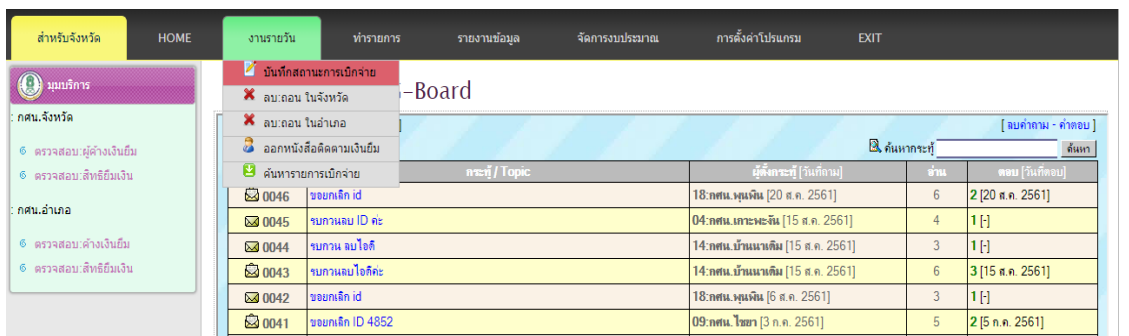 สำหรับจังหวัด HOME งานรายวัน ทำรายการ รายงานข้อมูล จัดการงบประมาณ การตั้งค่าโปรแกรม EXIT
มุมบริการ
: กศน.จังหวัด
ตรวจสอบ:ผู้ค้างเงินยืม
ตรวจสอบ:สิทธิยืมเงิน
: กศน.อำเภอ
ตรวจสอบ:ค้างเงินยืม
ตรวจสอบ:สิทธิยืมเงิน
บันทึกสถานะการเบิกจ่าย
ลบ:ถอน ในจังหวัด
ลบ:ถอน ในอำเภอ
ออกหนังสือติดตามเงินยืม
ค้นหารายการเบิกจ่าย
-Board
] [ ลบคำถาม - คำตอบ ]
ค้นหากระทู้ ค้นหา
กระทู้ / Topic ผู้ตั้งกระทู้ [วันที่ถาม] อ่าน ตอบ [วันที่ตอบ]
0046 ขอยกเลิก id 18:กศน.พุนพิน [20 ส.ค. 2561] 6 2 [20 ส.ค. 2561]
0045 รบกวนลบ ID ค่ะ 04:กศน.เกาะพะงัน [15 ส.ค. 2561] 4 1 [-]
0044 รบกวน ลบไอดี 14:กศน.บ้านนาเดิม [15 ส.ค. 2561] 3 1 [-]
0043 รบกวนลบไอดีค่ะ 14:กศน.บ้านนาเดิม [15 ส.ค. 2561] 6 3 [15 ส.ค. 2561]
0042 ขอยกเลิก id 18:กศน.พุนพิน [6 ส.ค. 2561] 3 1 [-]
0041 ขอยกเลิก ID 4852 09:กศน.ไชยา [3 ก.ค. 2561] 5 2 [5 ก.ค. 2561]